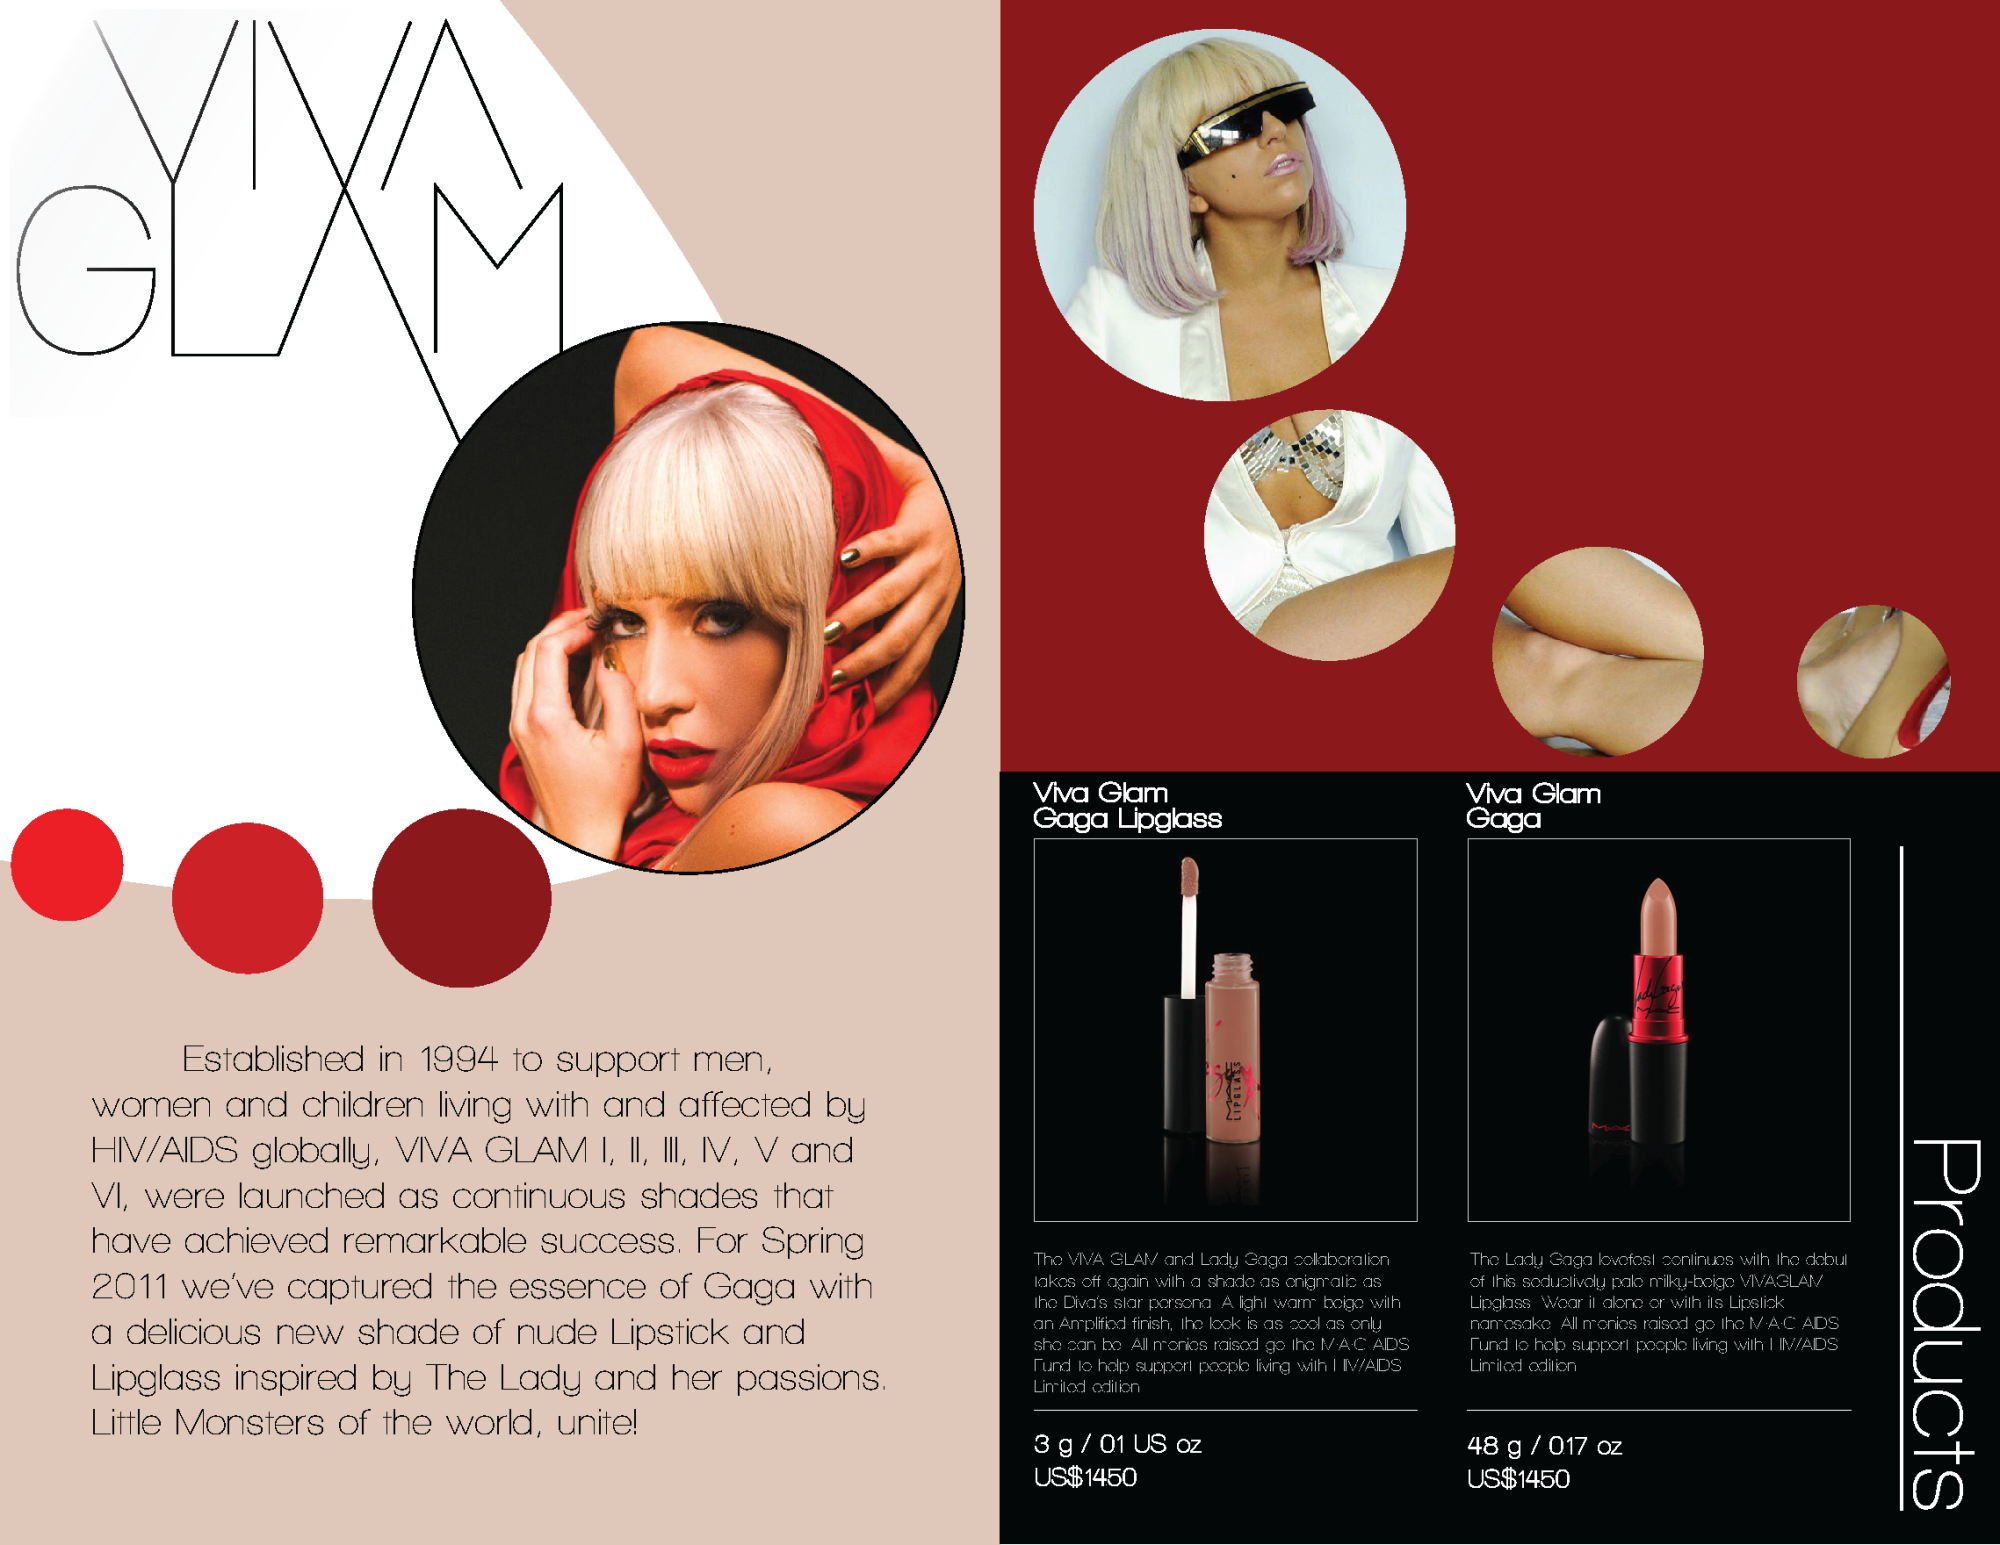 VIVA
GLAM
Established in 1994 to support men,
women and children living with and affected by
HIV/AIDS globally, VIVA GLAM I, II, III, IV, V and
VI, were launched as continuous shades that
have achieved remarkable success. For Spring
2011 we've captured the essence of Gaga with
a delicious new shade of nude Lipstick and
Lipglass inspired by The Lady and her passions.
Little Monsters of the world, unite!
Viva Glam
Gaga Lipglass
MAC
LIPGLASS
The VIVA GLAM and Lady Gaga collaboration
takes off again with a shade as enigmatic as
the Diva's star persona A light warm beige with
an Amplified finish, the look is as cool as only
she can be All monies raised go the M·A·C AIDS
Fund to help support people living with HIV/AIDS
Limited edition
3 g / 01 US oz
US$1450
Viva Glam
Gaga
Lady Gaga
MAC
MAC
The Lady Gaga lovefest continues with the debut
of this seductively pale milky-beige VIVAGLAM
Lipglass Wear it alone or with its Lipstick
namesake All monies raised go the M·A·C AIDS
Fund to help support people living with HIV/AIDS
Limited edition
48 g / 017 oz
US$1450
Products